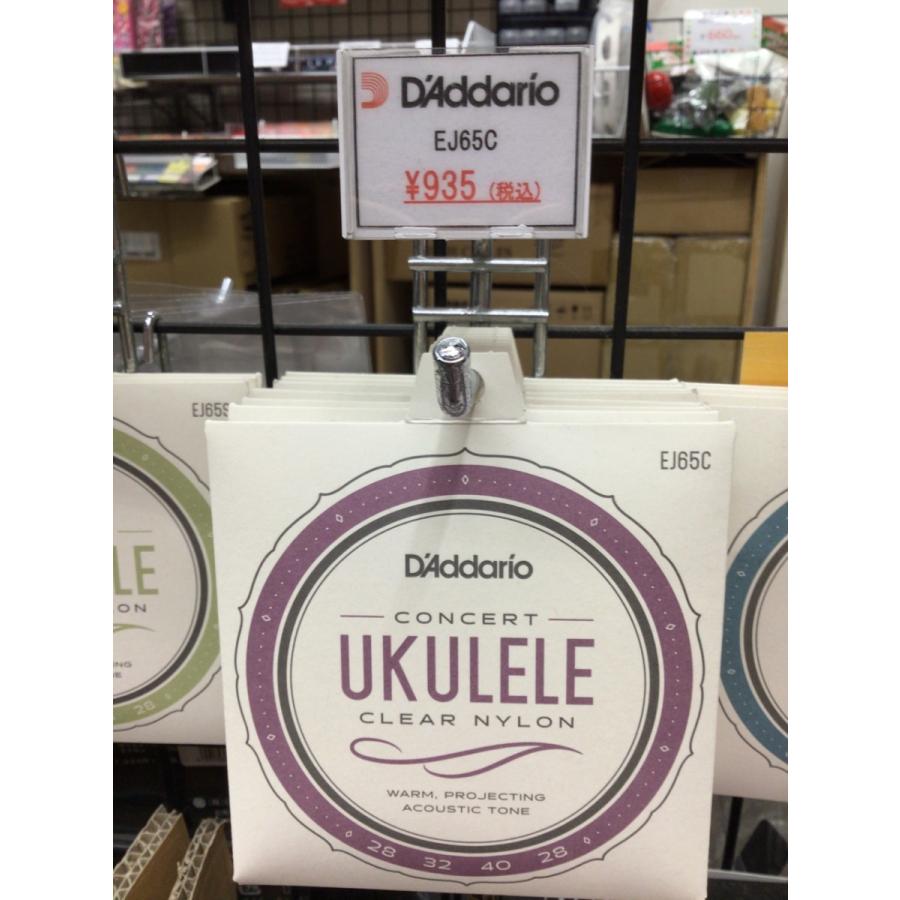 D'Addario
EJ65C
¥935 (税込)
EJ65S
EJ65C
D'Addario
CONCERT
UKULELE
CLEAR NYLON
WARM, PROJECTING
ACOUSTIC TONE
28 32 40 28
LE
ON
28